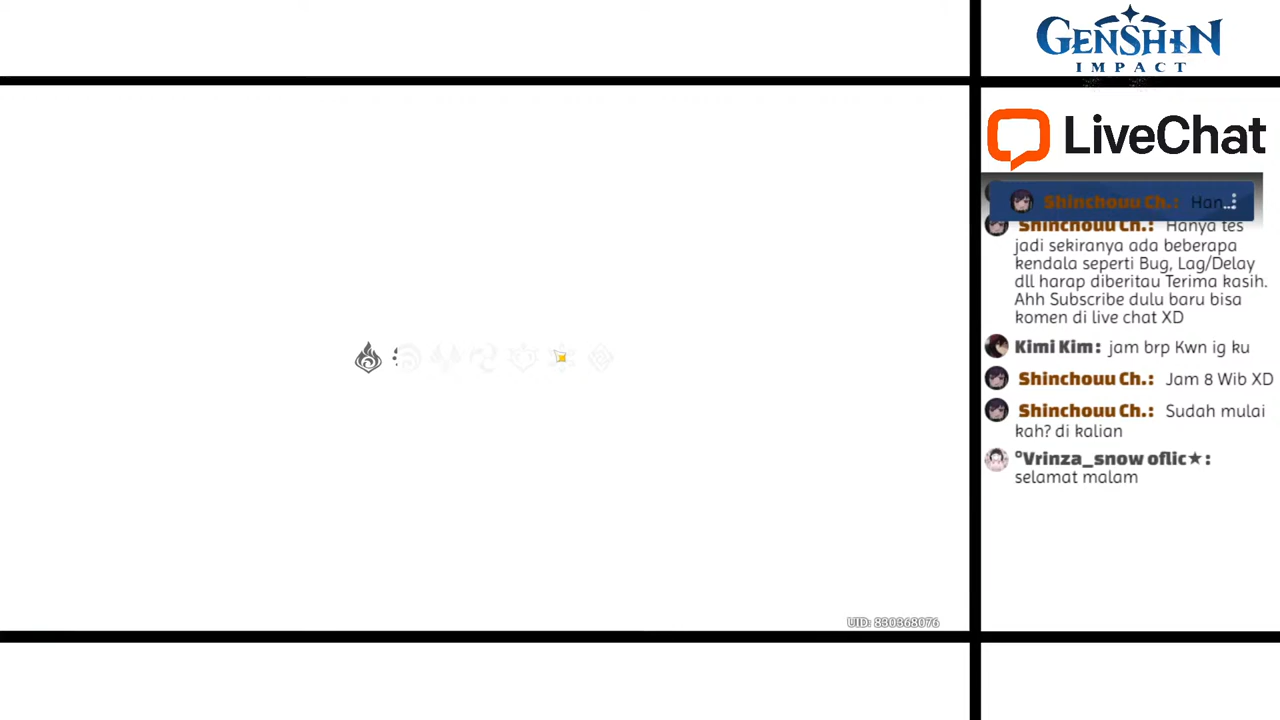 GENSHIN
IMPACT
LiveChat
Shinchouu Ch.: Han...
Shinchouu Ch.: Hanya tes
jadi sekiranya ada beberapa
kendala seperti Bug, Lag/Delay
dll harap diberitau Terima kasih.
Ahh Subscribe dulu baru bisa
komen di live chat XD
Kimi Kim: jam brp Kwn ig ku
Shinchouu Ch.: Jam 8 Wib XD
Shinchouu Ch.: Sudah mulai
kah? di kalian
°Vrinza_snow oflic★:
selamat malam
UID: 830368076